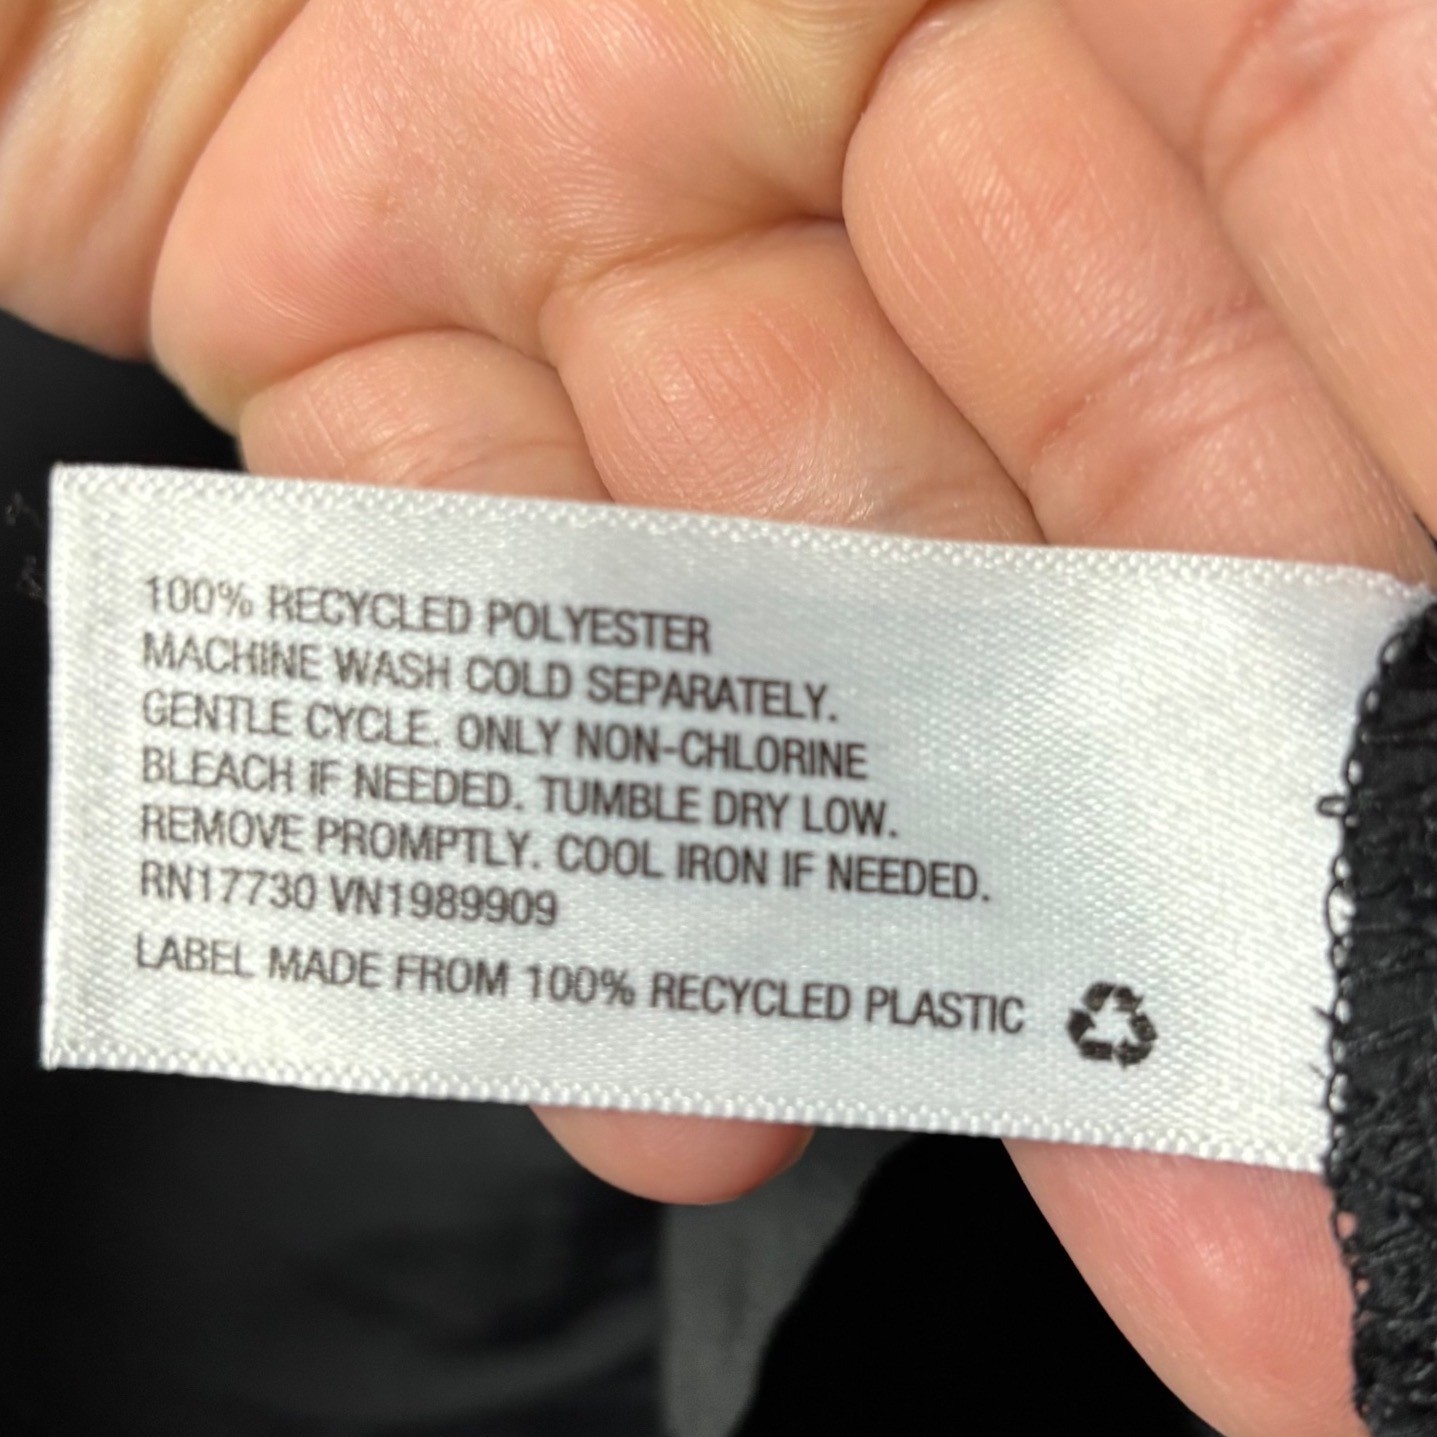 100% RECYCLED POLYESTER
MACHINE WASH COLD SEPARATELY.
GENTLE CYCLE. ONLY NON-CHLORINE
BLEACH IF NEEDED. TUMBLE DRY LOW.
REMOVE PROMPTLY. COOL IRON IF NEEDED.
RN17730 VN1989909
LABEL MADE FROM 100% RECYCLED PLASTIC